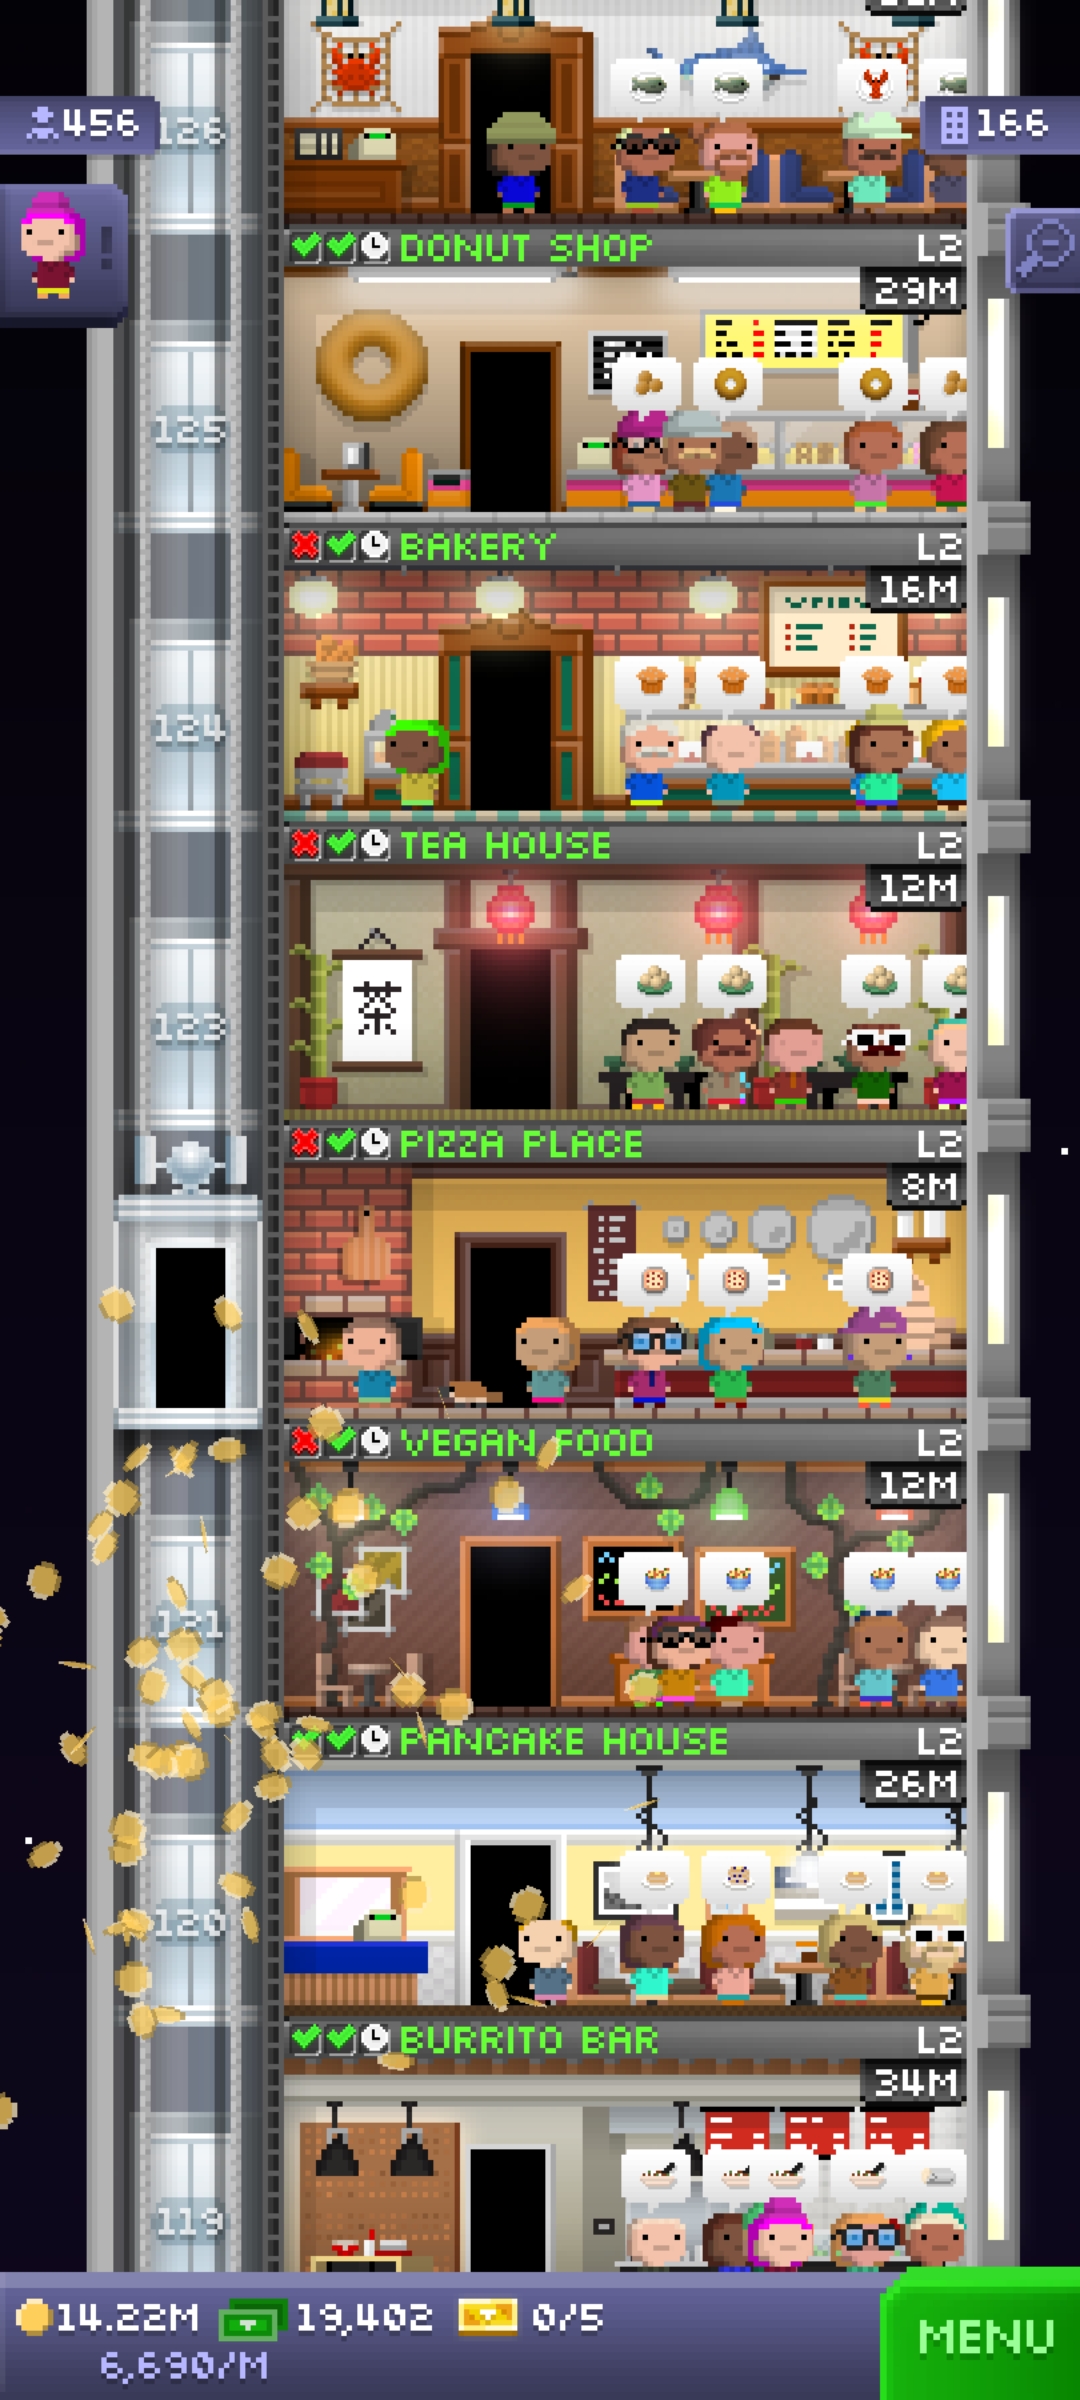 456
126
166
DONUT SHOP L2
29M
125
BAKERY L2
16M
124
TEA HOUSE L2
12M
茶
123
PIZZA PLACE L2
8M
VEGAN FOOD L2
12M
121
PANCAKE HOUSE L2
26M
120
BURRITO BAR L2
34M
119
14.22M 19,402 0/5
6,690/M
MENU